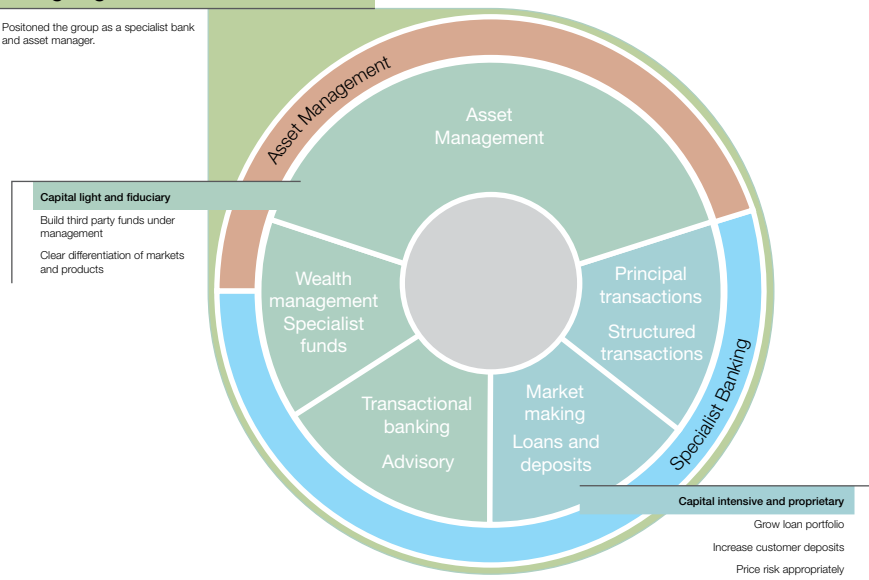 Positoned the group as a specialist bank
and asset manager.
Asset Management
Asset
Management
Capital light and fiduciary
Build third party funds under
management
Clear differentiation of markets
and products
Wealth
management
Specialist
funds
Principal
transactions
Structured
transactions
Transactional
banking
Advisory
Market
making
Loans and
deposits
Specialist Banking
Capital intensive and proprietary
Grow loan portfolio
Increase customer deposits
Price risk appropriately